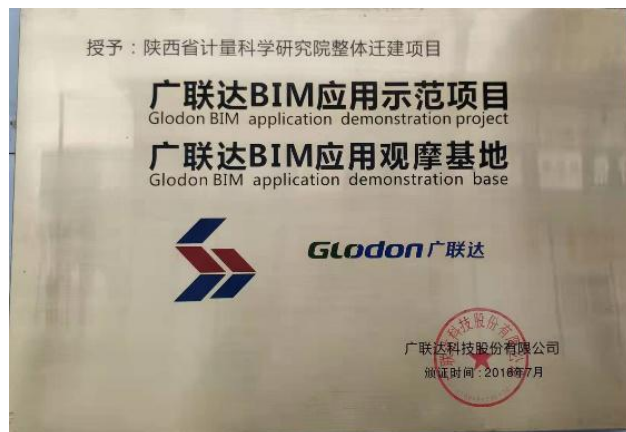 授予：陕西省计量科学研究院整体迁建项目
广联达BIM应用示范项目
Glodon BIM application demonstration project
广联达BIM应用观摩基地
Glodon BIM application demonstration base
GLodon广联达
广联达科技股份有限公司
颁证时间:2018年7月